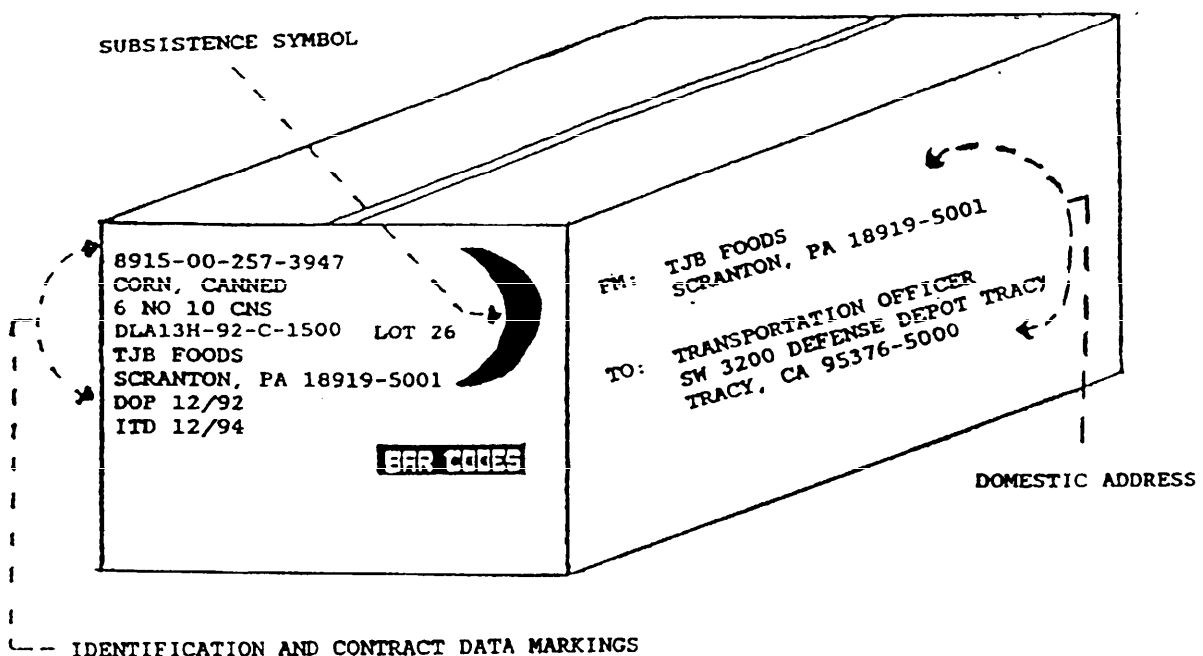 SUBSISTENCE SYMBOL
8915-00-257-3947
CORN, CANNED
6 NO 10 CNS
DLA13H-92-C-1500 LOT 26
TJB FOODS
SCRANTON, PA 18919-5001
DOP 12/92
ITD 12/94
BAR CODES
FM: TJB FOODS
SCRANTON, PA 18919-5001
TO: TRANSPORTATION OFFICER
SW 3200 DEFENSE DEPOT TRACY
TRACY, CA 95376-5000
DOMESTIC ADDRESS
IDENTIFICATION AND CONTRACT DATA MARKINGS